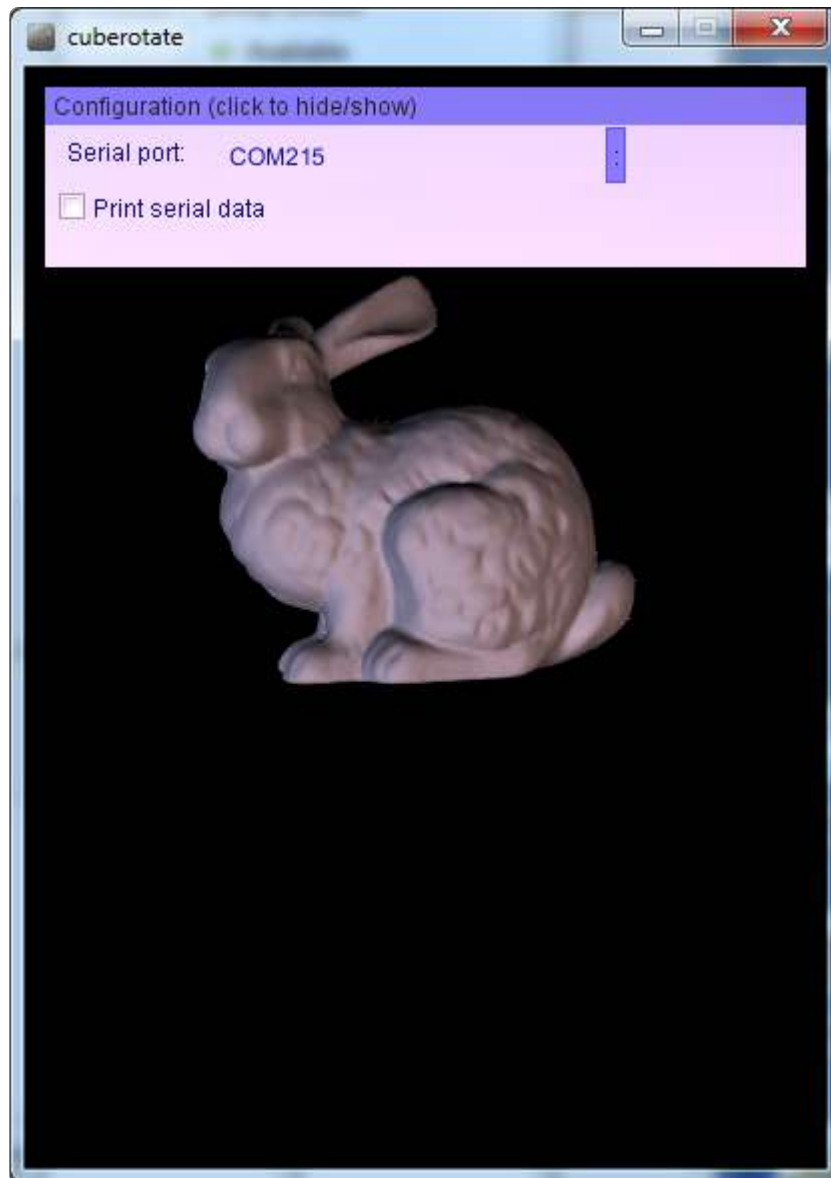 cuberotate
Configuration (click to hide/show)
Serial port: COM215 :
Print serial data